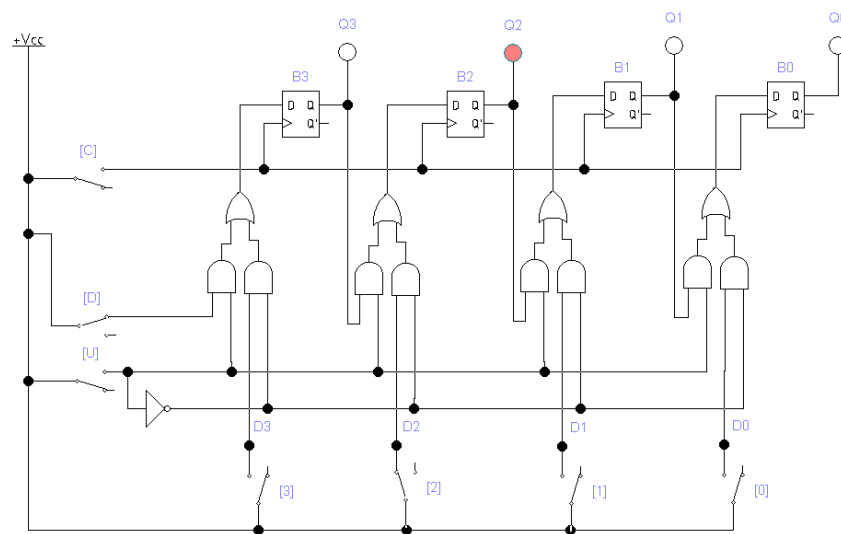 Q3
Q2
Q1
+Vcc
B3
B2
B1
B0
D Q
Q'
D Q
Q'
D Q
Q'
D Q
Q'
[C]
[D]
[U]
D3
D2
D1
D0
[3]
[2]
[1]
[0]